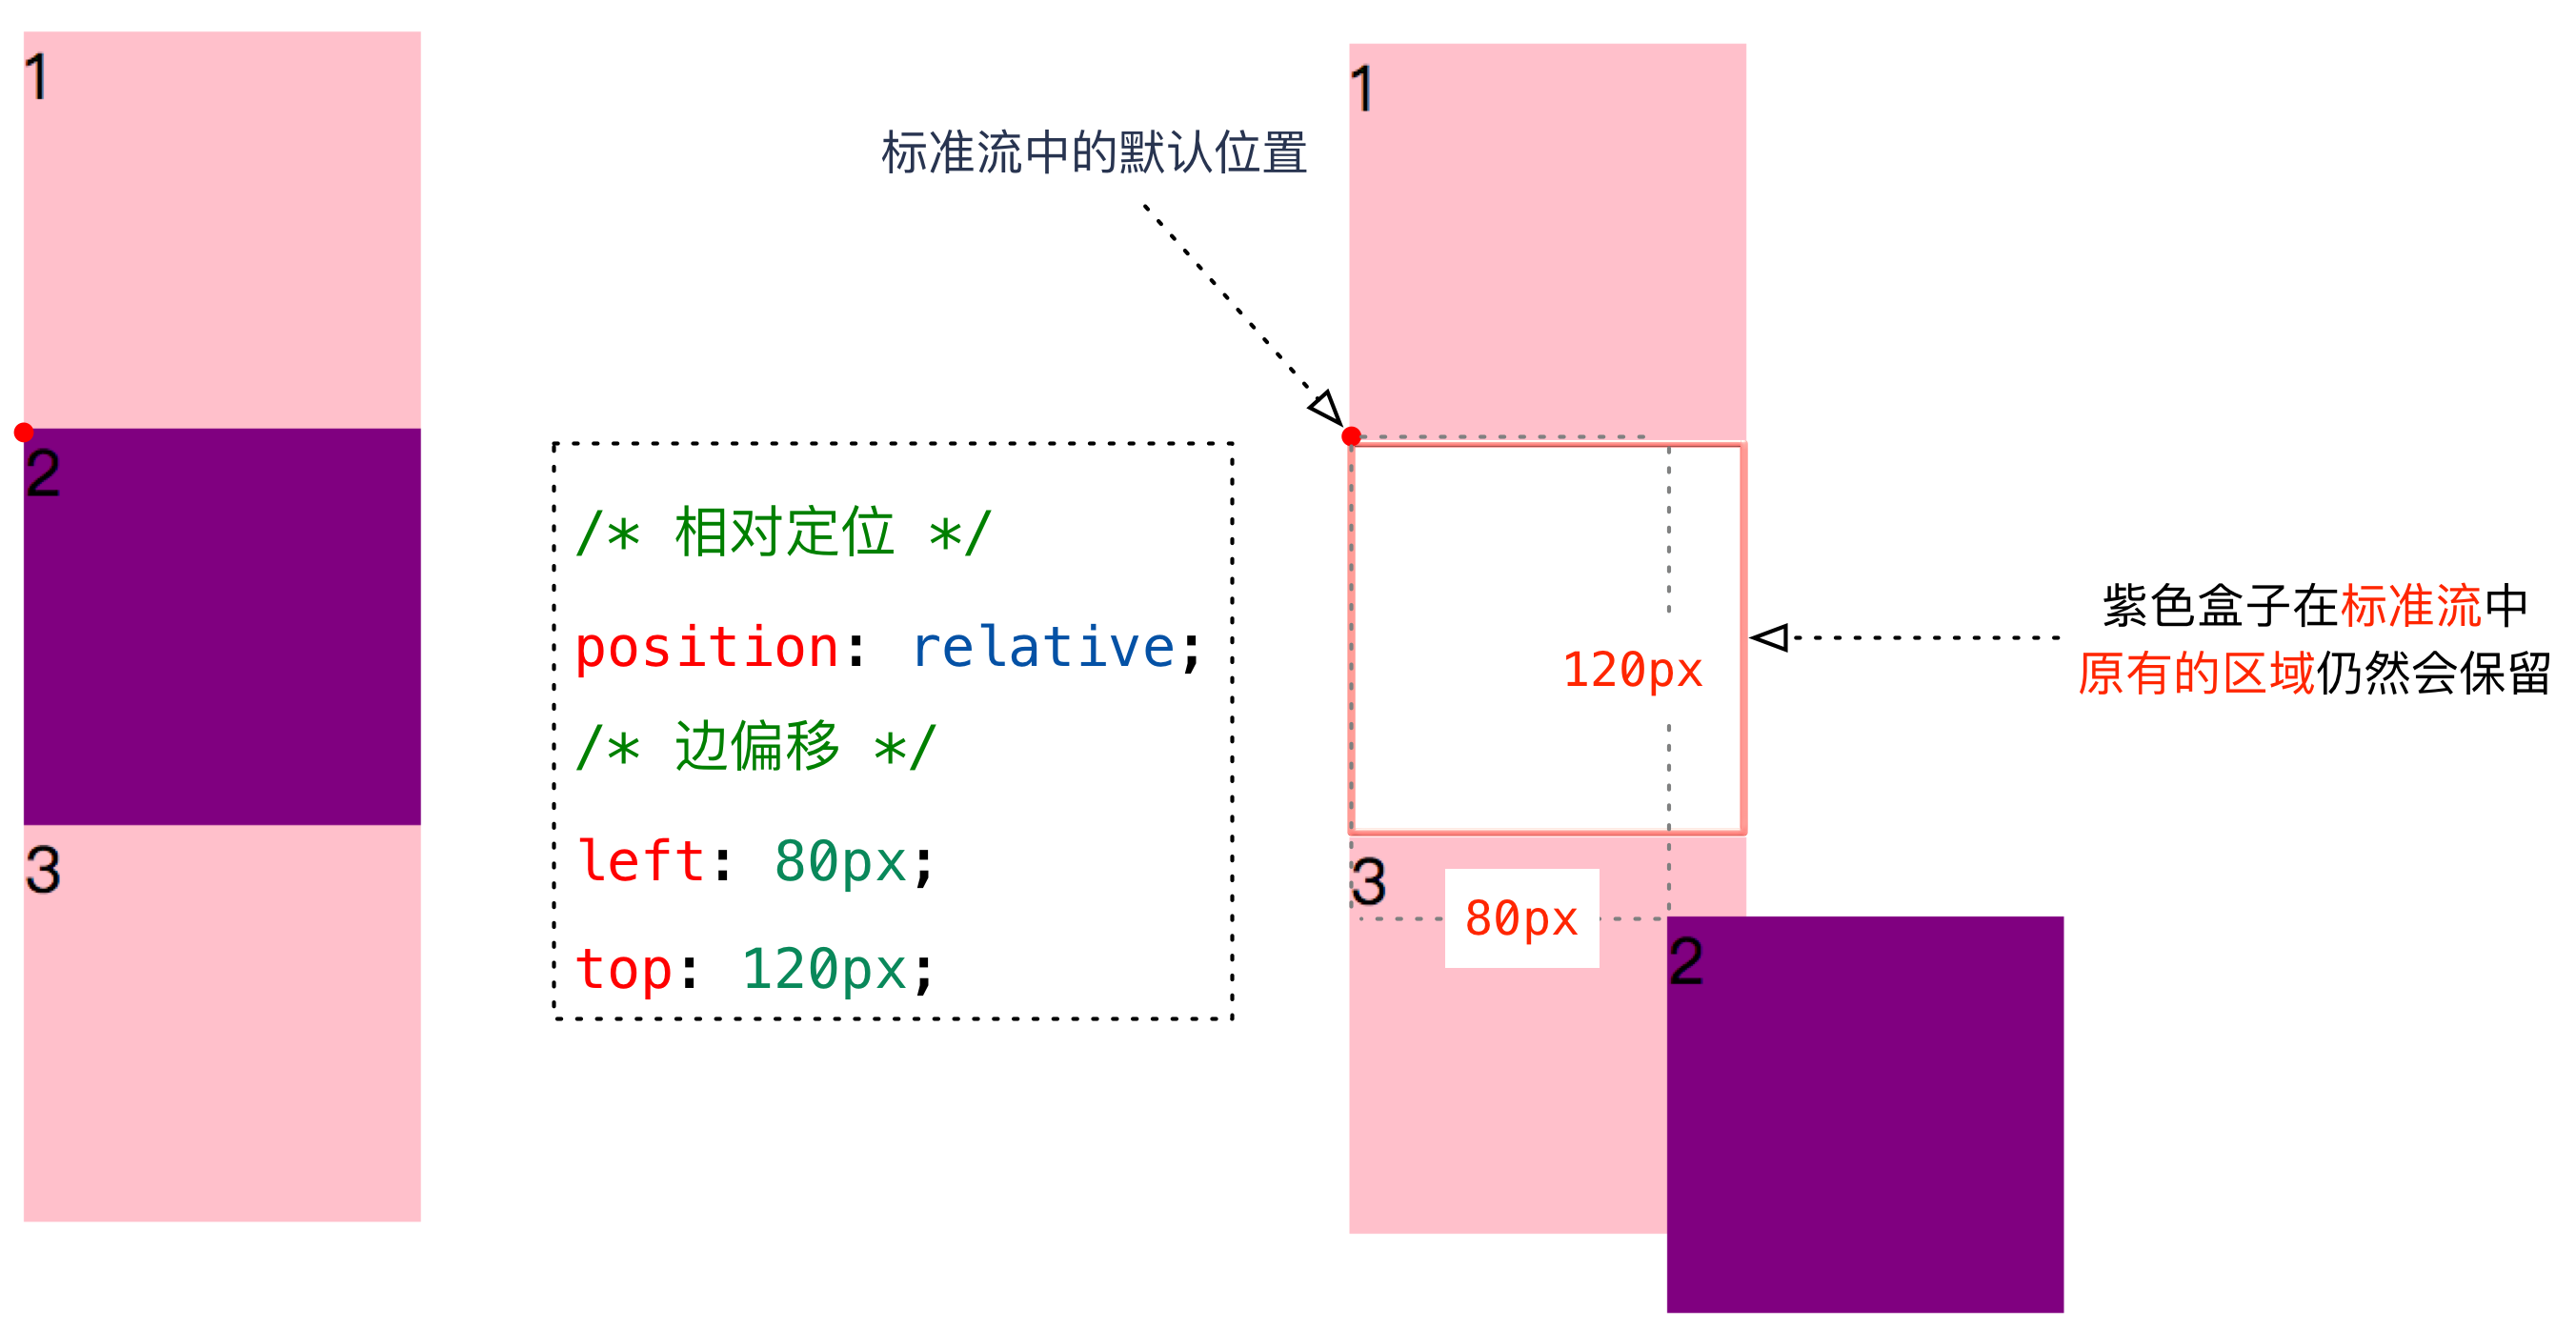 1
2
3
/* 相对定位 */
position: relative;
/* 边偏移 */
left: 80px;
top: 120px;
标准流中的默认位置
1
120px
3
80px
2
紫色盒子在标准流中
原有的区域仍然会保留